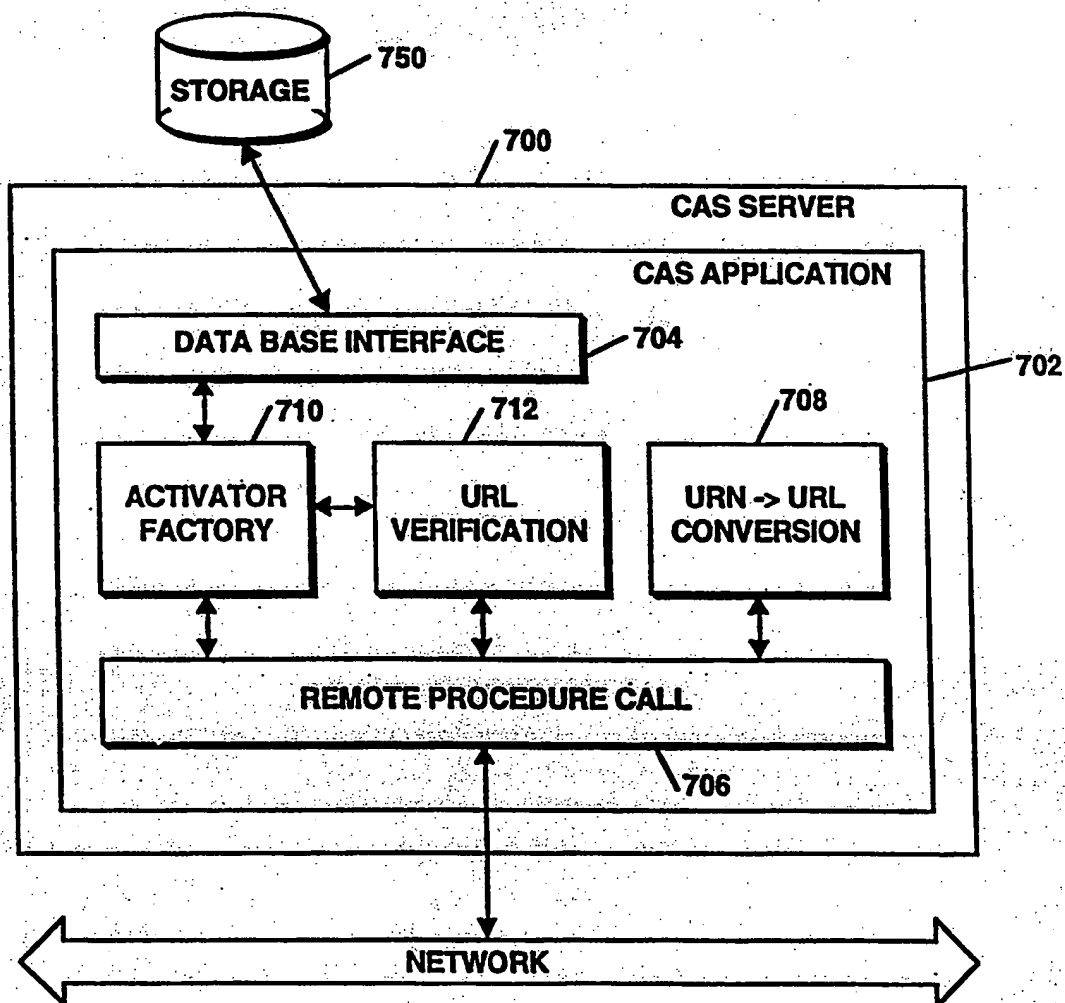 750
STORAGE
700
CAS SERVER
CAS APPLICATION
DATA BASE INTERFACE
704
702
710
712
708
ACTIVATOR
FACTORY
URL
VERIFICATION
URN -> URL
CONVERSION
REMOTE PROCEDURE CALL
706
NETWORK